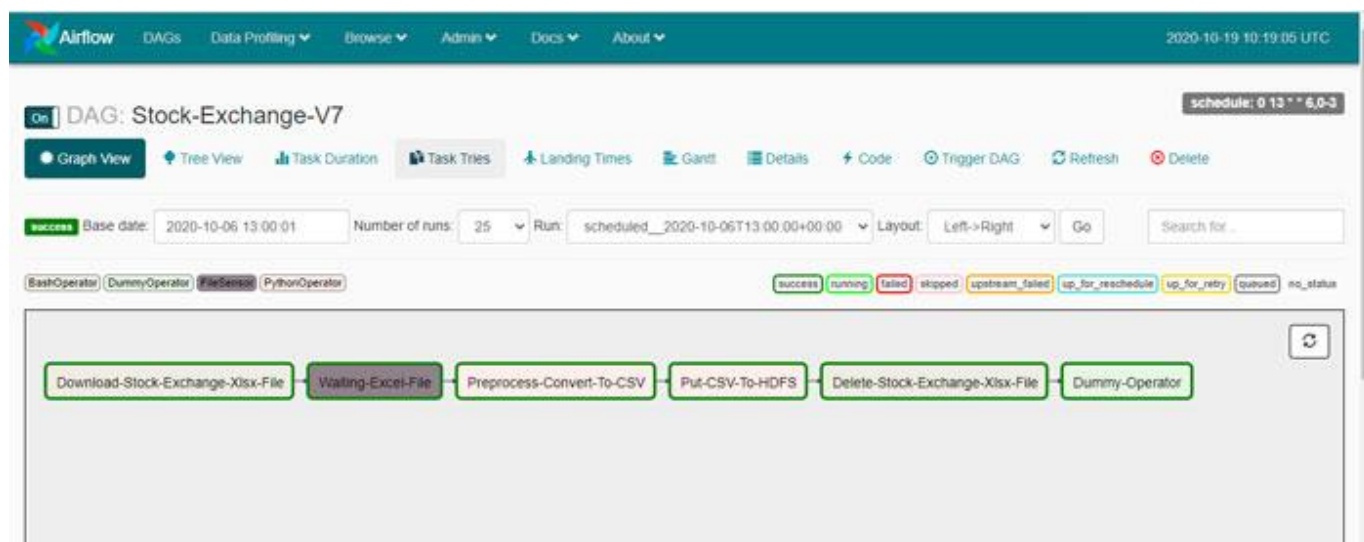 Airflow DAGs Data Profiling Browse Admin Docs About 2020-10-19 10:19:05 UTC
On DAG: Stock-Exchange-V7 schedule: 0 13 * * 6,0-3
Graph View Tree View Task Duration Task Tries Landing Times Gantt Details Code Trigger DAG Refresh Delete
success Base date: 2020-10-06 13:00:01 Number of runs: 25 Run: scheduled__2020-10-06T13:00:00+00:00 Layout: Left->Right Go Search for...
BashOperator DummyOperator FileSensor PythonOperator success running failed skipped upstream_failed up_for_reschedule up_for_retry queued no_status
Download-Stock-Exchange-Xlsx-File Waiting-Excel-File Preprocess-Convert-To-CSV Put-CSV-To-HDFS Delete-Stock-Exchange-Xlsx-File Dummy-Operator